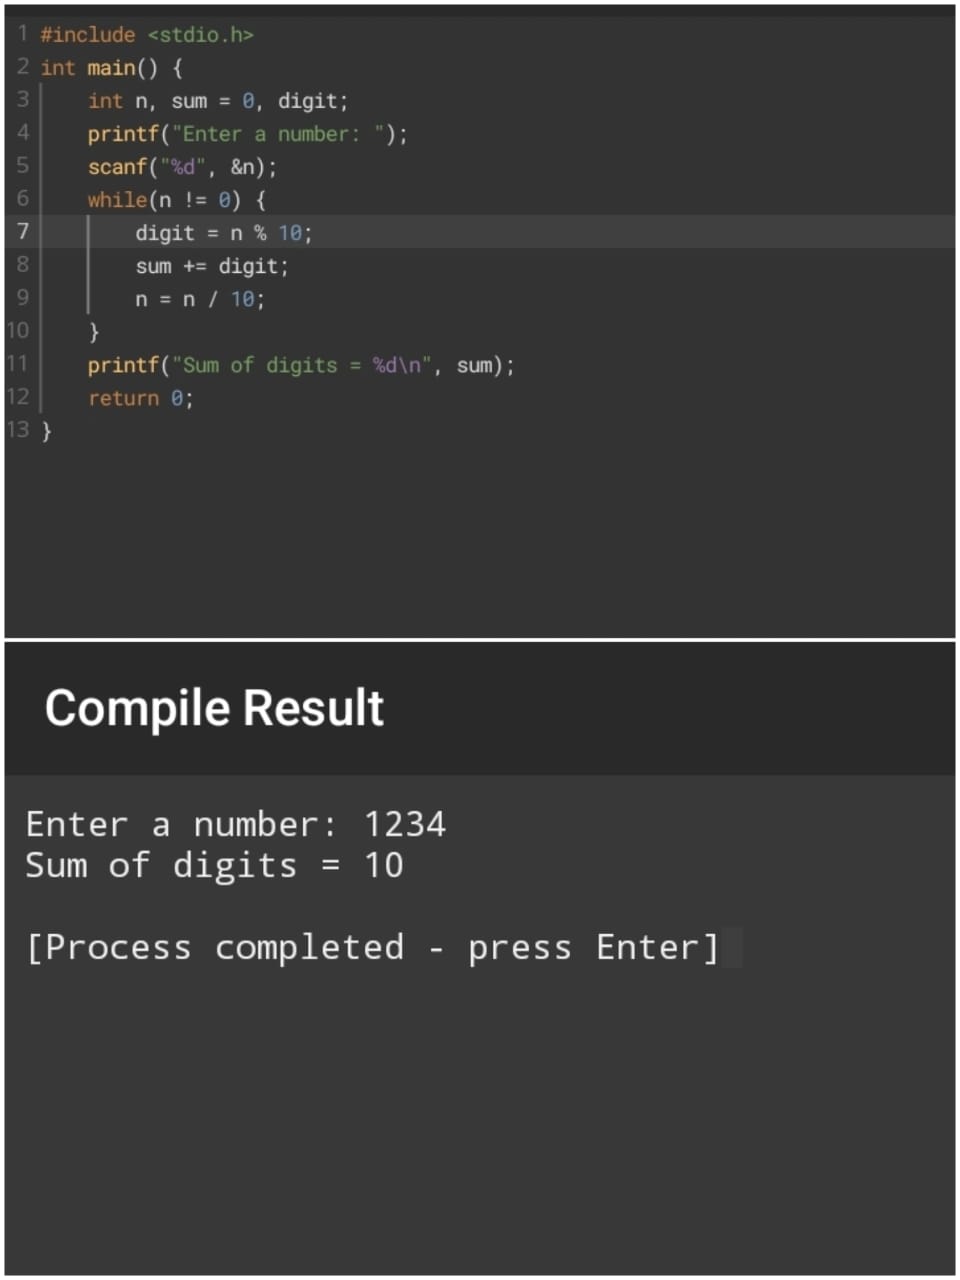 1 #include <stdio.h>
2 int main() {
3     int n, sum = 0, digit;
4     printf("Enter a number: ");
5     scanf("%d", &n);
6     while(n != 0) {
7         digit = n % 10;
8         sum += digit;
9         n = n / 10;
10     }
11     printf("Sum of digits = %d\n", sum);
12     return 0;
13 }
Compile Result
Enter a number: 1234
Sum of digits = 10
[Process completed - press Enter]